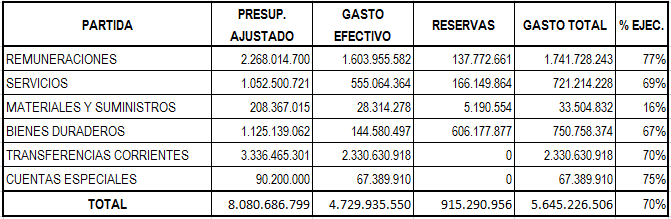 PARTIDA PRESUP. AJUSTADO GASTO EFECTIVO RESERVAS GASTO TOTAL % EJEC.
REMUNERACIONES 2.268.014.700 1.603.955.582 137.772.661 1.741.728.243 77%
SERVICIOS 1.052.500.721 555.064.364 166.149.864 721.214.228 69%
MATERIALES Y SUMINISTROS 208.367.015 28.314.278 5.190.554 33.504.832 16%
BIENES DURADEROS 1.125.139.062 144.580.497 606.177.877 750.758.374 67%
TRANSFERENCIAS CORRIENTES 3.336.465.301 2.330.630.918 0 2.330.630.918 70%
CUENTAS ESPECIALES 90.200.000 67.389.910 0 67.389.910 75%
TOTAL 8.080.686.799 4.729.935.550 915.290.956 5.645.226.506 70%